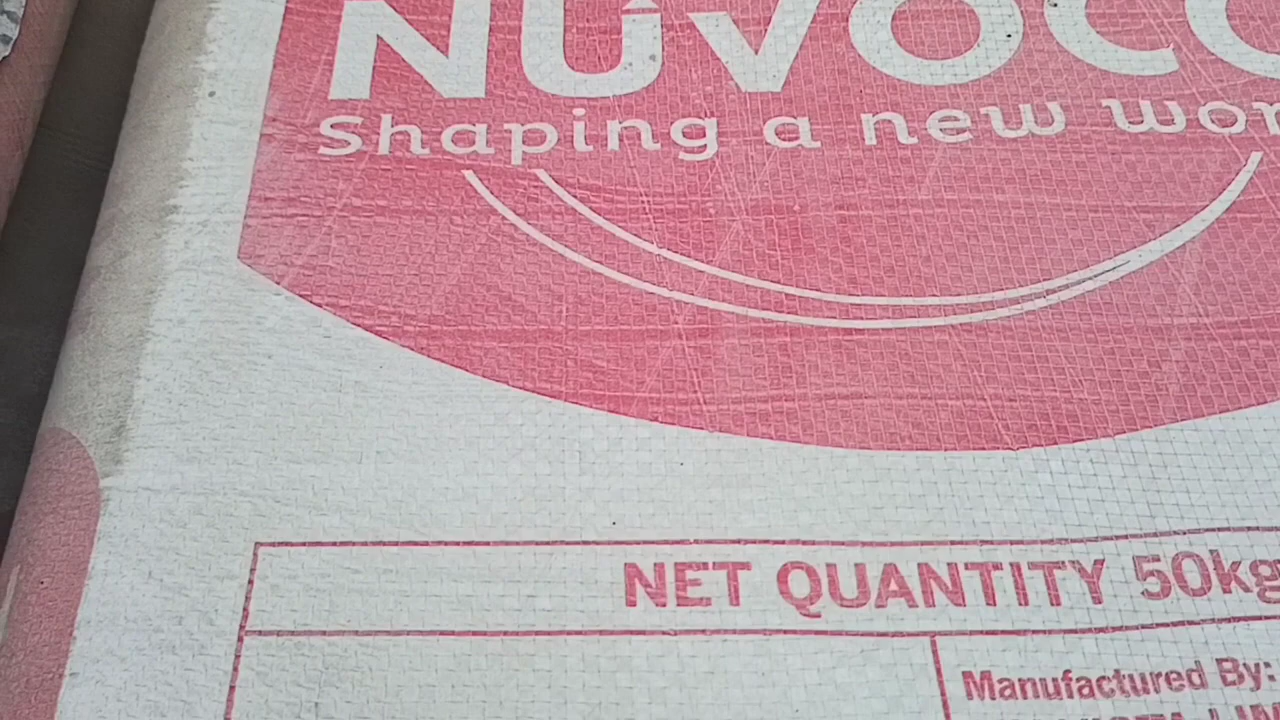 NUVOCO
Shaping a new wor
NET QUANTITY 50kg
Manufactured By: